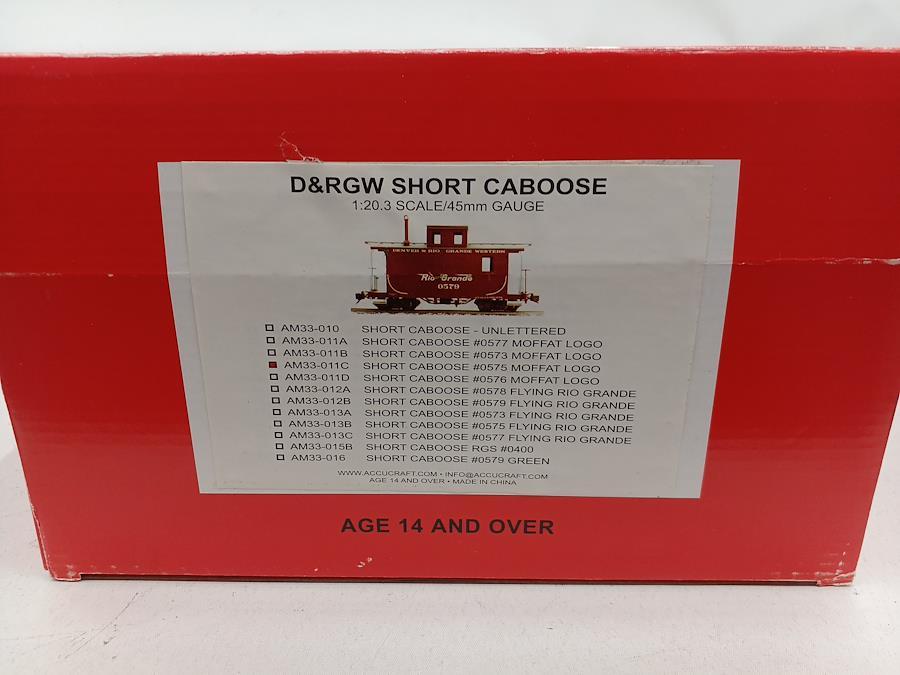 D&RGW SHORT CABOOSE
1:20.3 SCALE/45mm GAUGE
DENVER & RIO GRANDE WESTERN
Rio Grande
0579
AM33-010 SHORT CABOOSE - UNLETTERED
AM33-011A SHORT CABOOSE #0577 MOFFAT LOGO
AM33-011B SHORT CABOOSE #0573 MOFFAT LOGO
AM33-011C SHORT CABOOSE #0575 MOFFAT LOGO
AM33-011D SHORT CABOOSE #0576 MOFFAT LOGO
AM33-012A SHORT CABOOSE #0578 FLYING RIO GRANDE
AM33-012B SHORT CABOOSE #0579 FLYING RIO GRANDE
AM33-013A SHORT CABOOSE #0573 FLYING RIO GRANDE
AM33-013B SHORT CABOOSE #0575 FLYING RIO GRANDE
AM33-013C SHORT CABOOSE #0577 FLYING RIO GRANDE
AM33-015B SHORT CABOOSE RGS #0400
AM33-016 SHORT CABOOSE #0579 GREEN
WWW.ACCUCRAFT.COM • INFO@ACCUCRAFT.COM
AGE 14 AND OVER • MADE IN CHINA
AGE 14 AND OVER